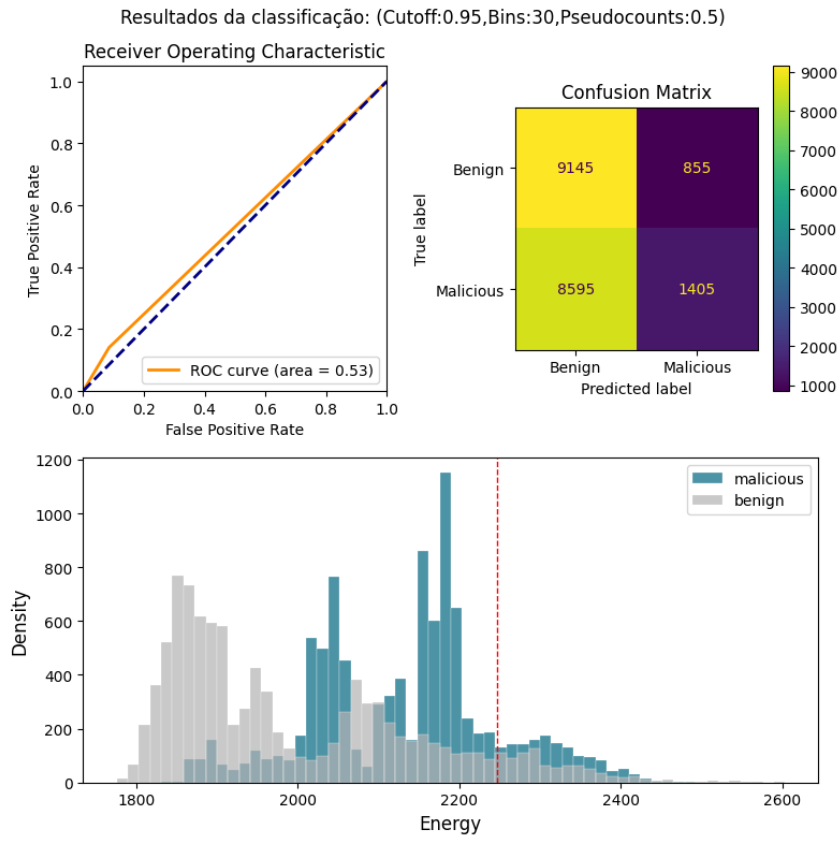 Resultados da classificação: (Cutoff:0.95,Bins:30,Pseudocounts:0.5)
Receiver Operating Characteristic
True Positive Rate
1.0
0.8
0.6
0.4
0.2
0.0
ROC curve (area = 0.53)
0.0 0.2 0.4 0.6 0.8 1.0
False Positive Rate
Confusion Matrix
True label
Benign 9145 855
Malicious 8595 1405
Benign Malicious
Predicted label
9000
8000
7000
6000
5000
4000
3000
2000
1000
Density
1200
1000
800
600
400
200
0
malicious
benign
1800 2000 2200 2400 2600
Energy